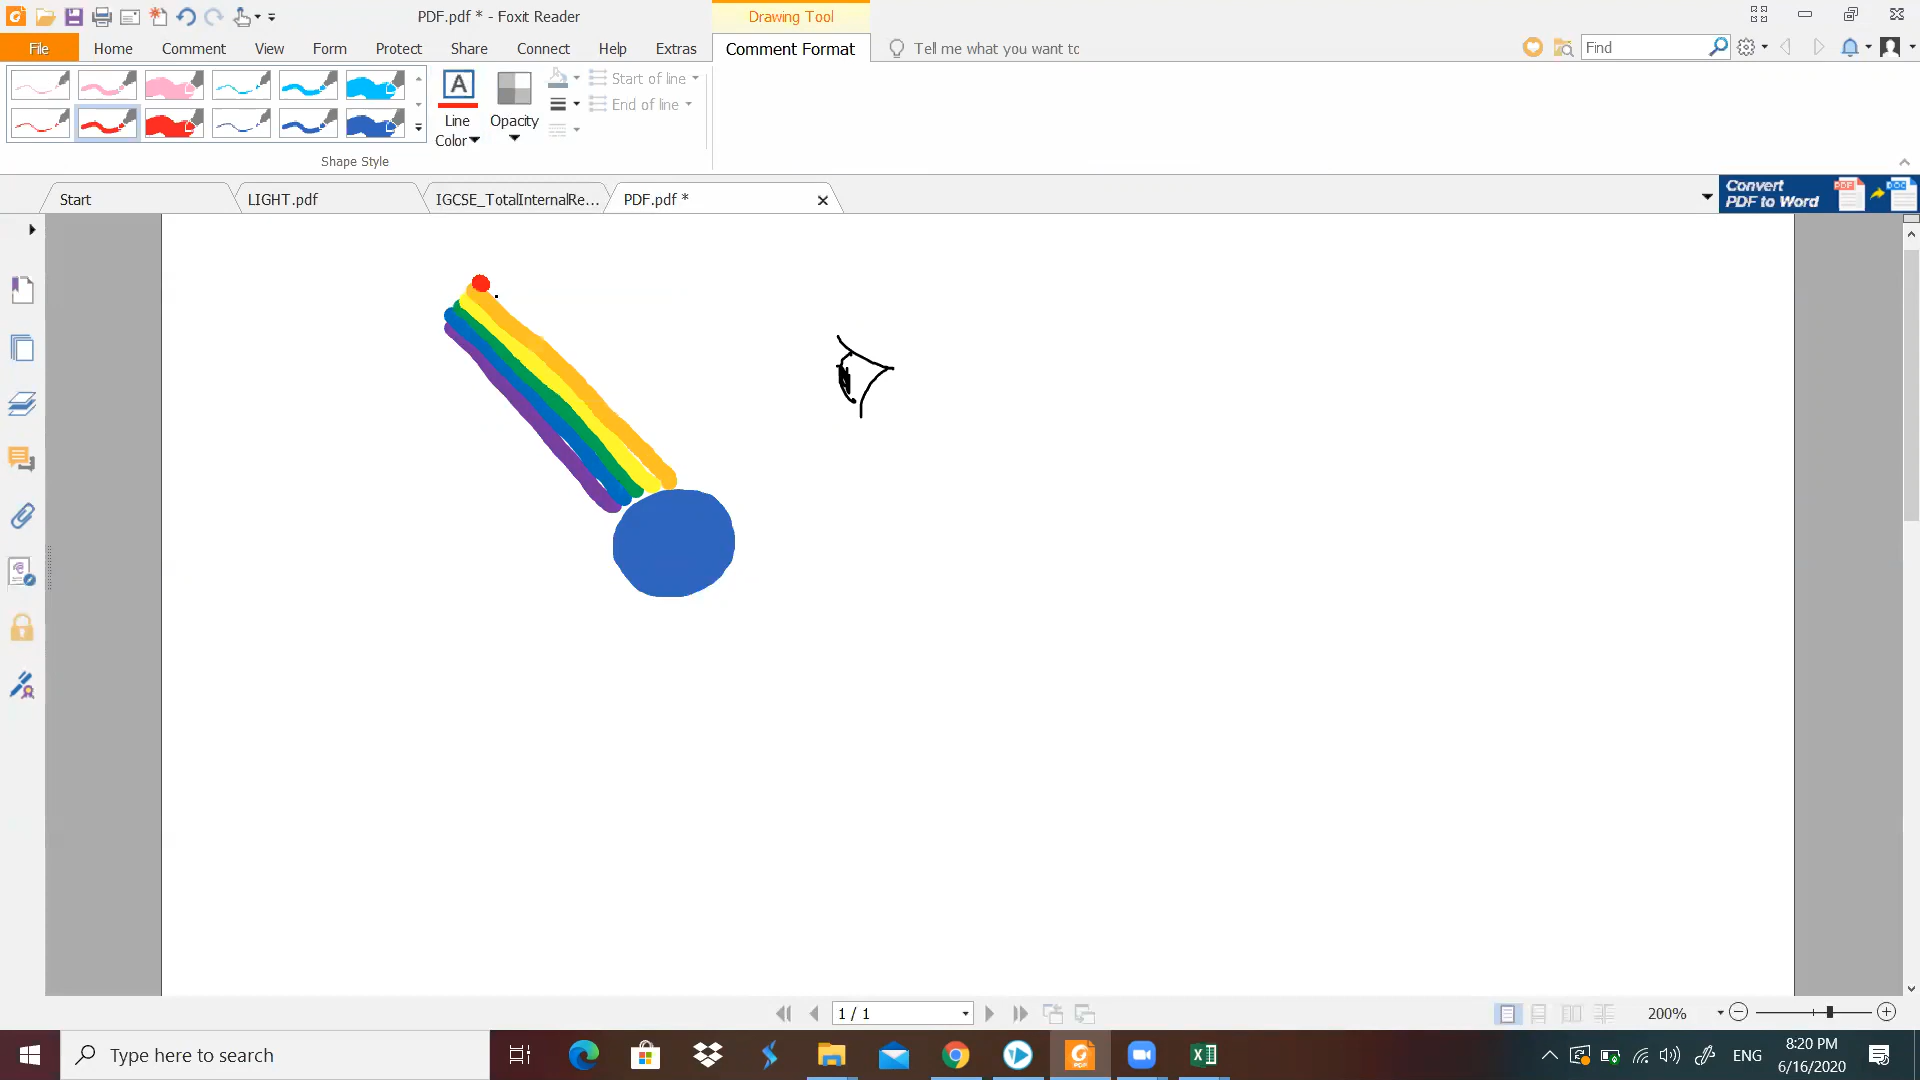 PDF.pdf * - Foxit Reader
Drawing Tool
File
Home
Comment
View
Form
Protect
Share
Connect
Help
Extras
Comment Format
Tell me what you want to
Find
Line
Color
Opacity
Start of line
End of line
Shape Style
Start
LIGHT.pdf
IGCSE_TotalInternalRe...
PDF.pdf *
Convert
PDF to Word
1 / 1
200%
Type here to search
ENG
8:20 PM
6/16/2020